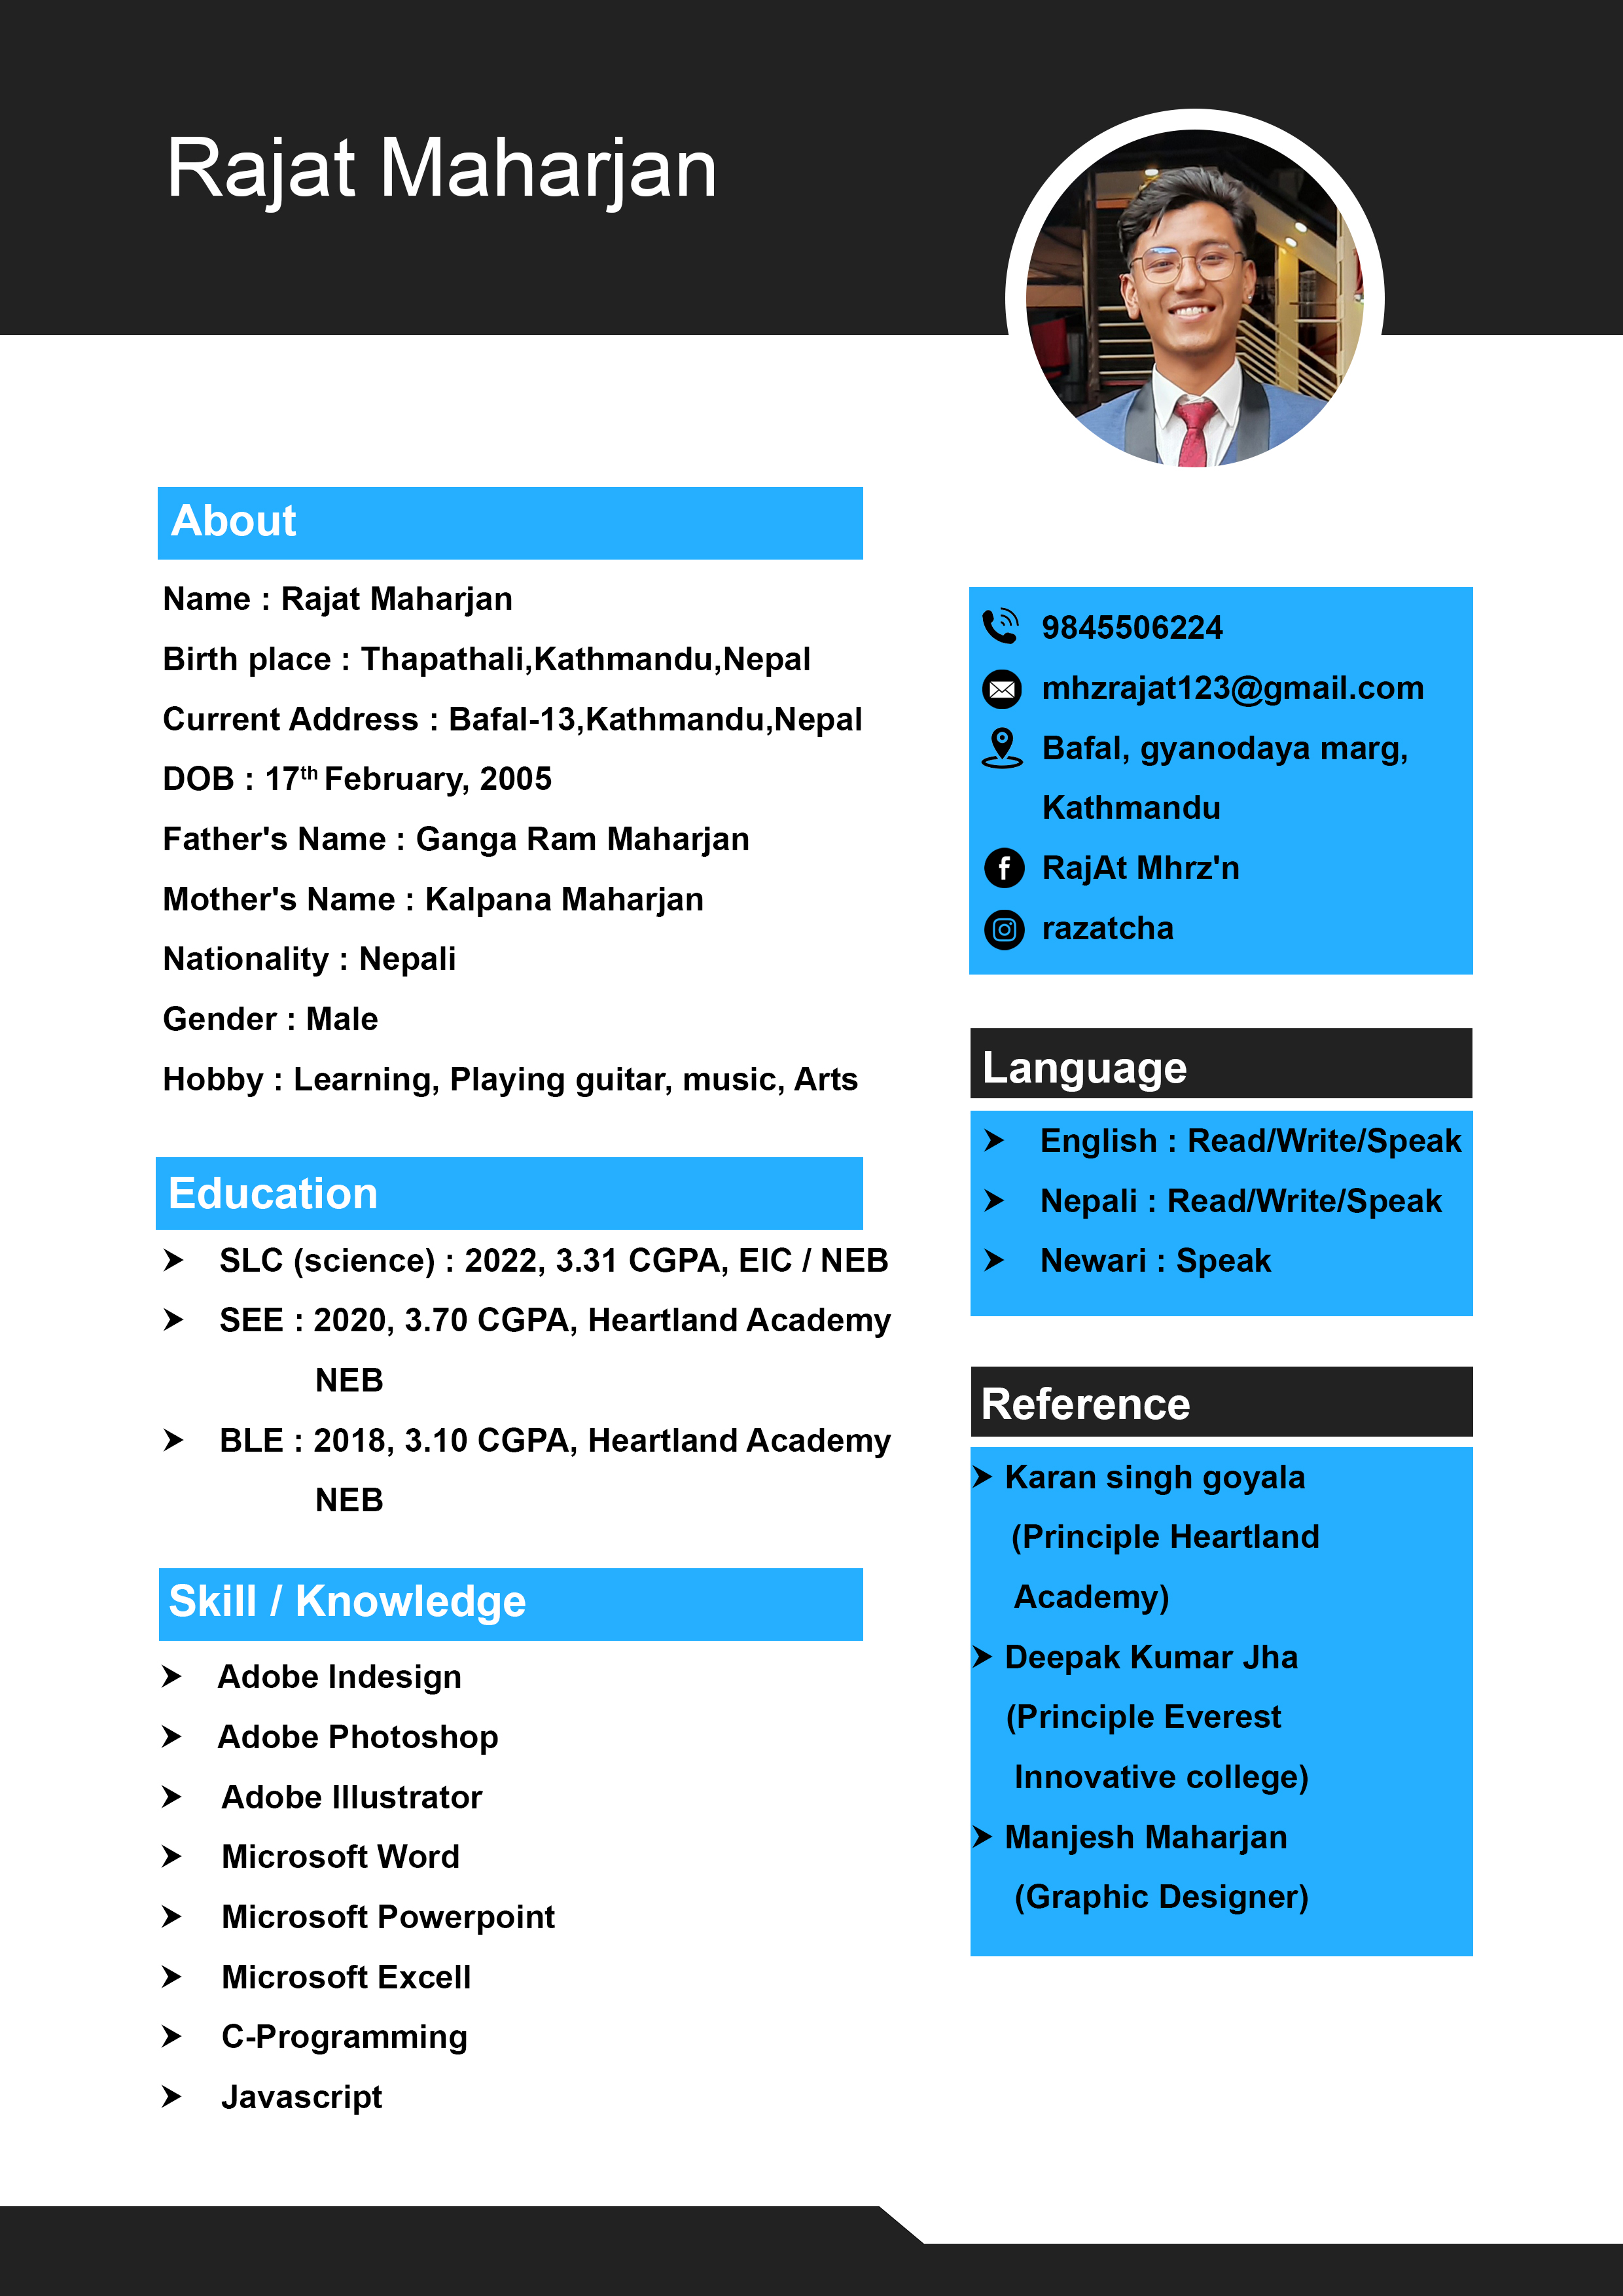 Rajat Maharjan
About
Name : Rajat Maharjan
Birth place : Thapathali,Kathmandu,Nepal
Current Address : Bafal-13,Kathmandu,Nepal
DOB : 17th February, 2005
Father's Name : Ganga Ram Maharjan
Mother's Name : Kalpana Maharjan
Nationality : Nepali
Gender : Male
Hobby : Learning, Playing guitar, music, Arts
Education
SLC (science) : 2022, 3.31 CGPA, EIC / NEB
SEE : 2020, 3.70 CGPA, Heartland Academy
NEB
BLE : 2018, 3.10 CGPA, Heartland Academy
NEB
Skill / Knowledge
Adobe Indesign
Adobe Photoshop
Adobe Illustrator
Microsoft Word
Microsoft Powerpoint
Microsoft Excell
C-Programming
Javascript
9845506224
mhzrajat123@gmail.com
Bafal, gyanodaya marg,
Kathmandu
RajAt Mhrz'n
razatcha
Language
English : Read/Write/Speak
Nepali : Read/Write/Speak
Newari : Speak
Reference
Karan singh goyala
(Principle Heartland
Academy)
Deepak Kumar Jha
(Principle Everest
Innovative college)
Manjesh Maharjan
(Graphic Designer)